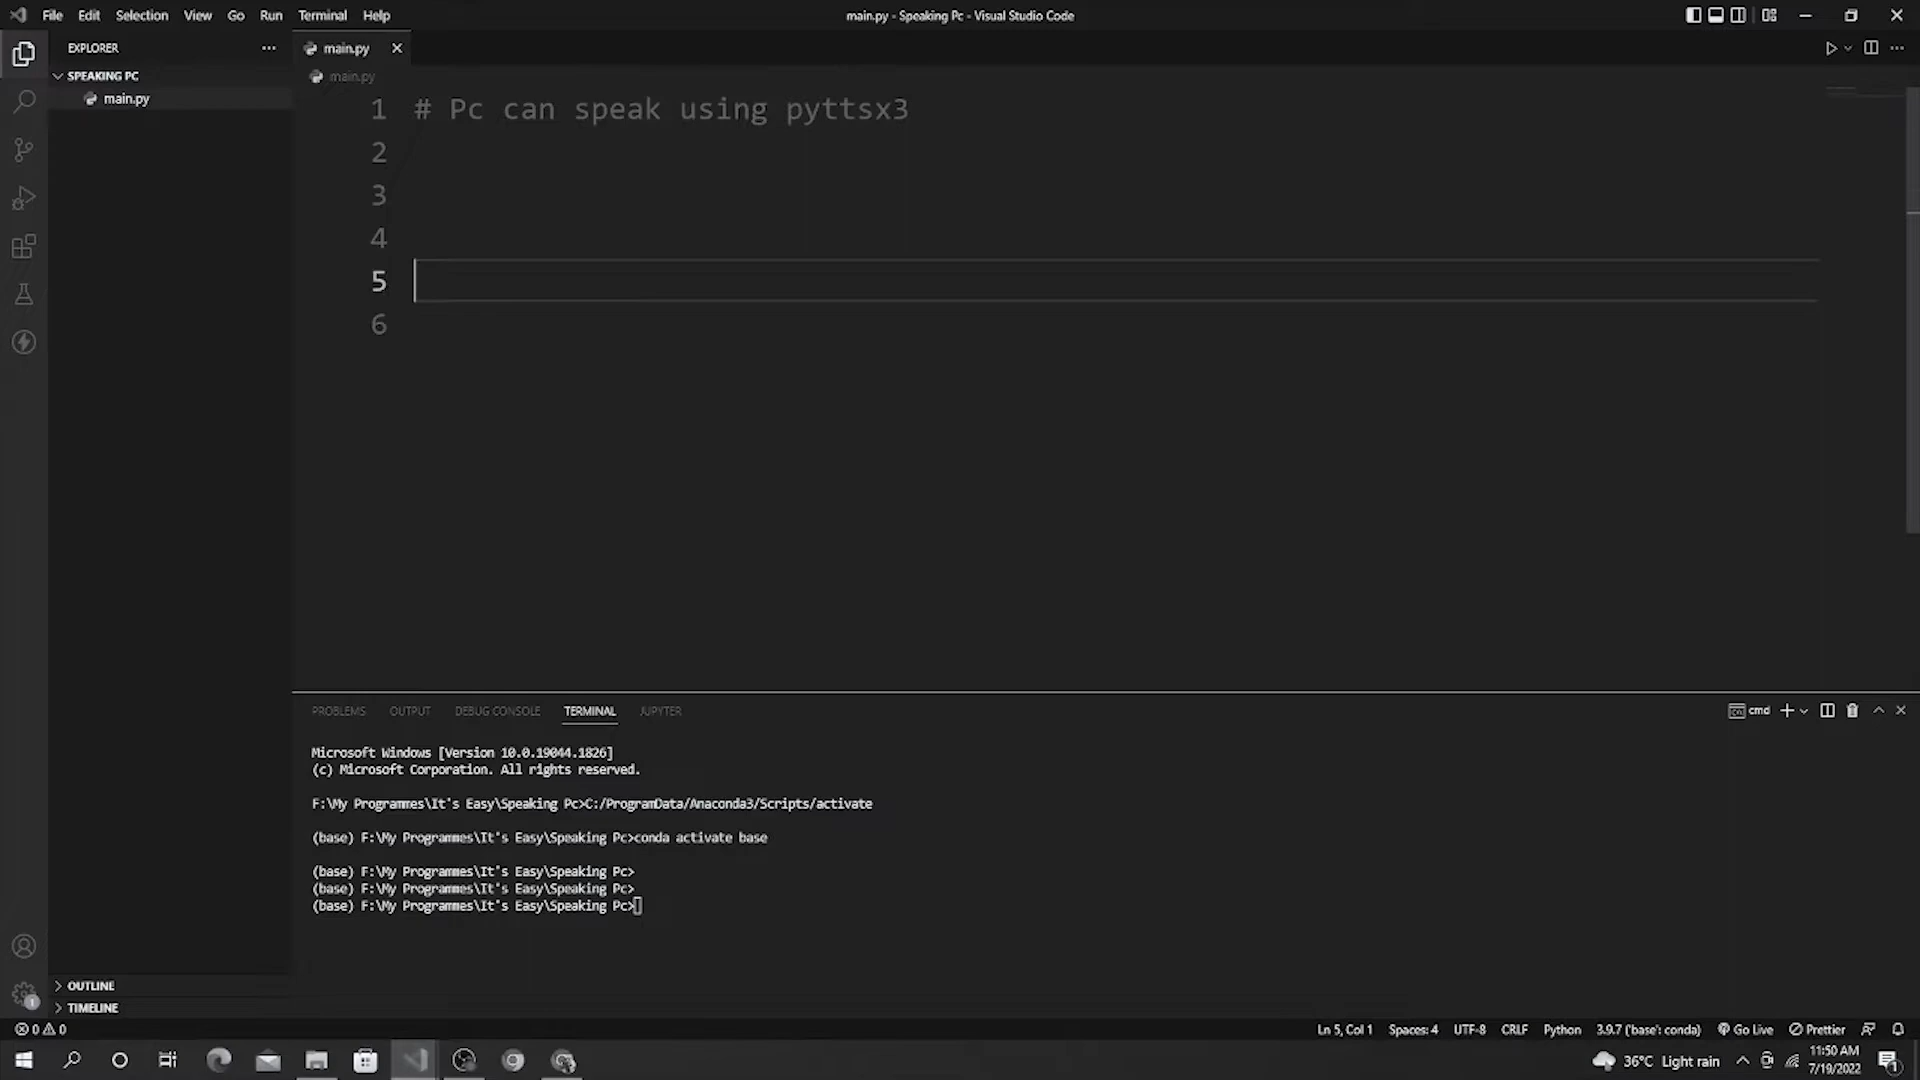 File Edit Selection View Go Run Terminal Help
main.py - Speaking Pc - Visual Studio Code
EXPLORER
SPEAKING PC
main.py
OUTLINE
TIMELINE
main.py
main.py
1 # Pc can speak using pyttsx3
2
3
4
5
6
PROBLEMS OUTPUT DEBUG CONSOLE TERMINAL JUPYTER
cmd
Microsoft Windows [Version 10.0.19044.1826]
(c) Microsoft Corporation. All rights reserved.
F:\My Programmes\It's Easy\Speaking Pc>C:/ProgramData/Anaconda3/Scripts/activate
(base) F:\My Programmes\It's Easy\Speaking Pc>conda activate base
(base) F:\My Programmes\It's Easy\Speaking Pc>
(base) F:\My Programmes\It's Easy\Speaking Pc>
(base) F:\My Programmes\It's Easy\Speaking Pc>
1
0 0
Ln 5, Col 1 Spaces: 4 UTF-8 CRLF Python 3.9.7 ('base': conda) Go Live Prettier
36°C Light rain
11:50 AM
7/19/2022
1